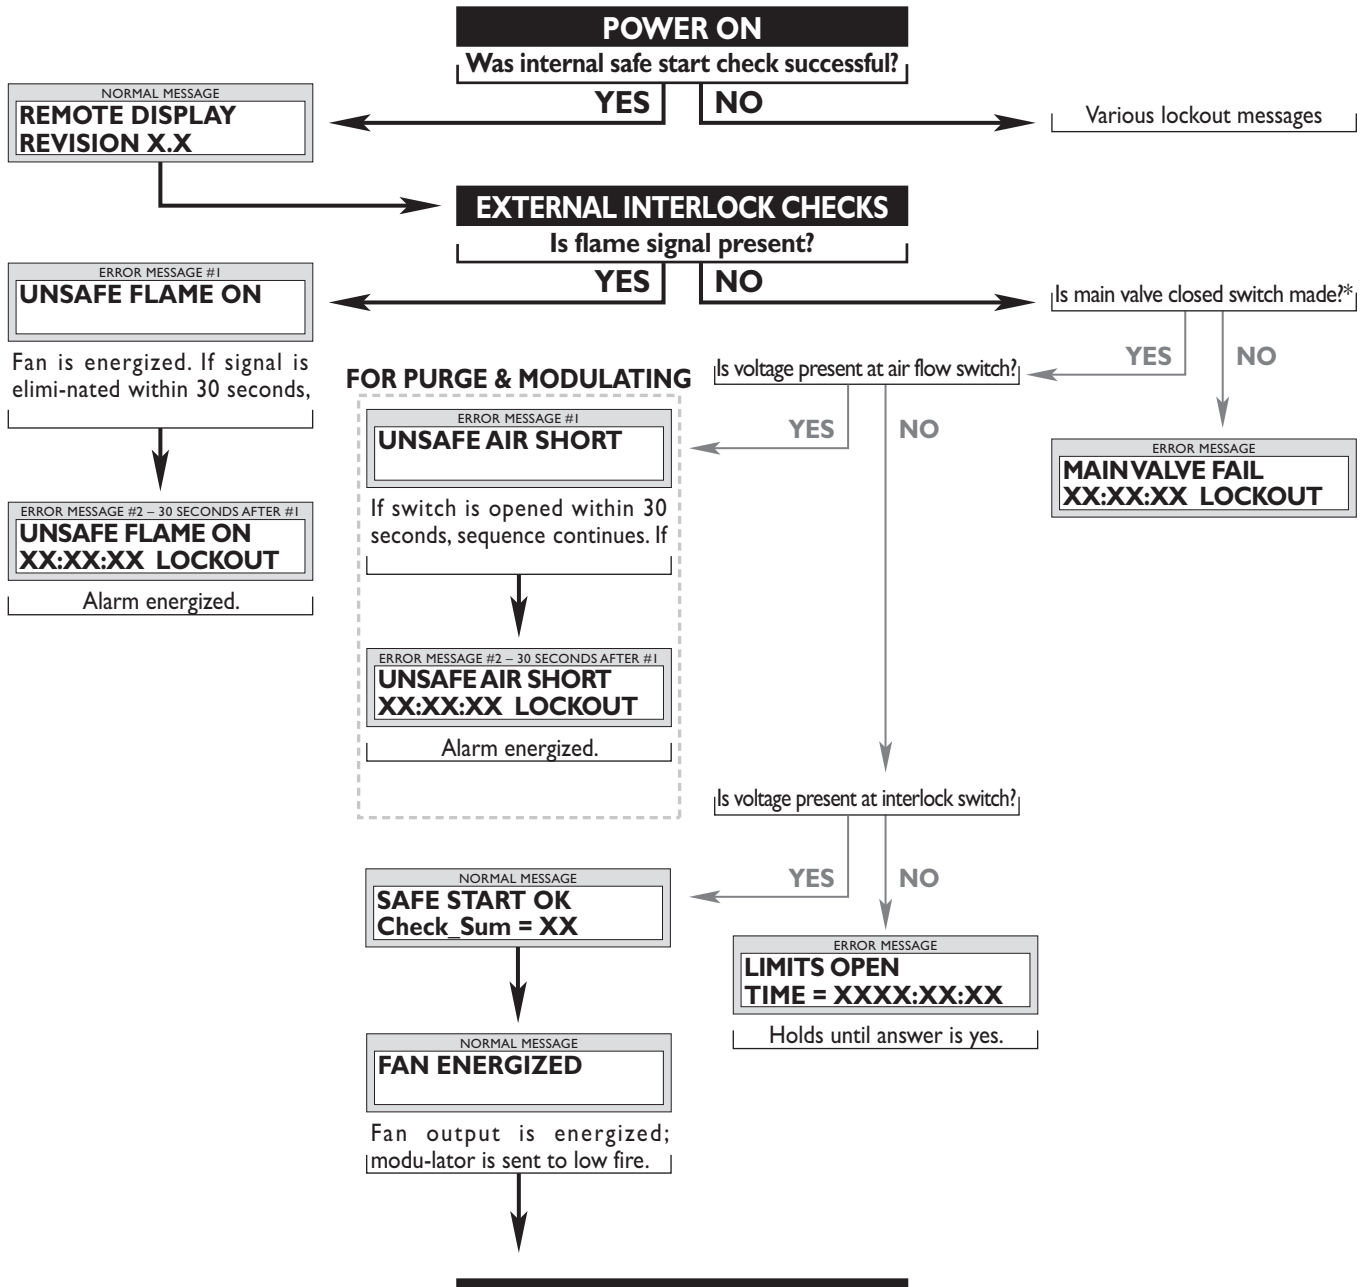 POWER ON
Was internal safe start check successful?
YES
NO
NORMAL MESSAGE
REMOTE DISPLAY
REVISION X.X
Various lockout messages
EXTERNAL INTERLOCK CHECKS
Is flame signal present?
YES
NO
ERROR MESSAGE #1
UNSAFE FLAME ON
Fan is energized. If signal is
elimi-nated within 30 seconds,
ERROR MESSAGE #2 – 30 SECONDS AFTER #1
UNSAFE FLAME ON
XX:XX:XX LOCKOUT
Alarm energized.
Is main valve closed switch made?*
YES
NO
ERROR MESSAGE
MAIN VALVE FAIL
XX:XX:XX LOCKOUT
Is voltage present at air flow switch?
YES
NO
FOR PURGE & MODULATING
ERROR MESSAGE #1
UNSAFE AIR SHORT
If switch is opened within 30
seconds, sequence continues. If
ERROR MESSAGE #2 – 30 SECONDS AFTER #1
UNSAFE AIR SHORT
XX:XX:XX LOCKOUT
Alarm energized.
Is voltage present at interlock switch?
YES
NO
NORMAL MESSAGE
SAFE START OK
Check_Sum = XX
ERROR MESSAGE
LIMITS OPEN
TIME = XXXX:XX:XX
Holds until answer is yes.
NORMAL MESSAGE
FAN ENERGIZED
Fan output is energized;
modu-lator is sent to low fire.